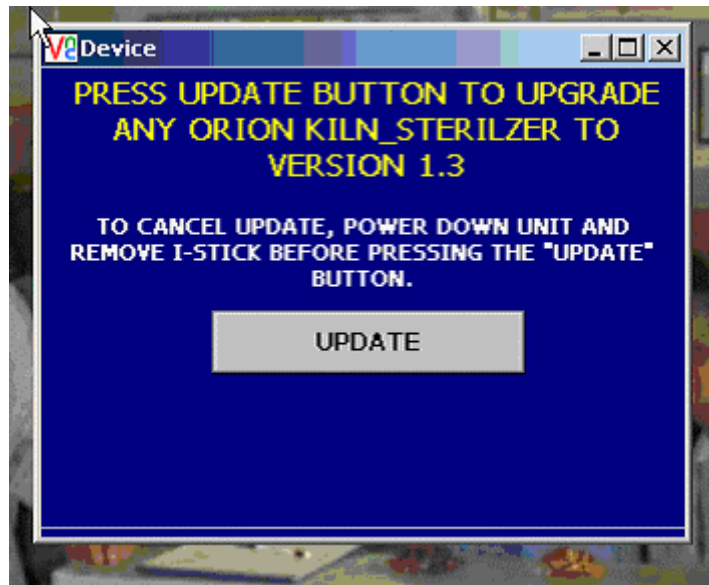 V2 Device
PRESS UPDATE BUTTON TO UPGRADE
ANY ORION KILN_STERILZER TO
VERSION 1.3
TO CANCEL UPDATE, POWER DOWN UNIT AND
REMOVE I-STICK BEFORE PRESSING THE "UPDATE"
BUTTON.
UPDATE